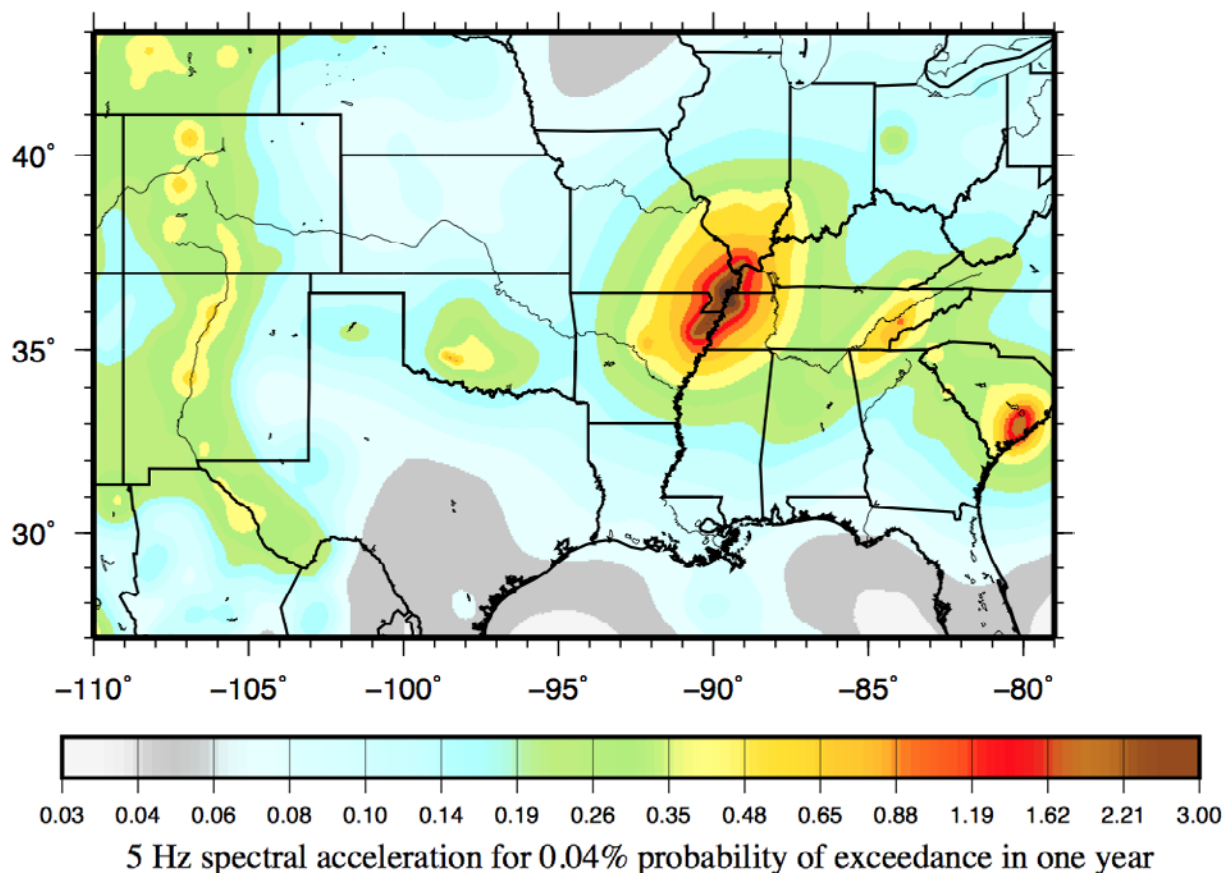 40°
35°
30°
−110° −105° −100° −95° −90° −85° −80°
0.03 0.04 0.06 0.08 0.10 0.14 0.19 0.26 0.35 0.48 0.65 0.88 1.19 1.62 2.21 3.00
5 Hz spectral acceleration for 0.04% probability of exceedance in one year